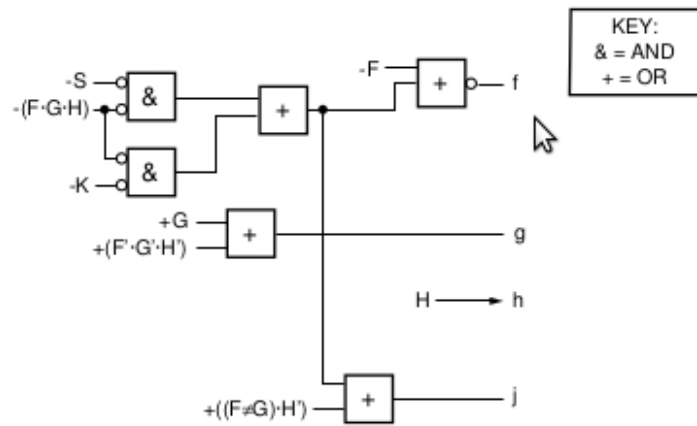 KEY:
& = AND
+ = OR
-F
+
f
-S
&
-(F·G·H)
+
&
-K
+G
+
g
+(F'·G'·H')
H
h
+
j
+((F≠G)·H')